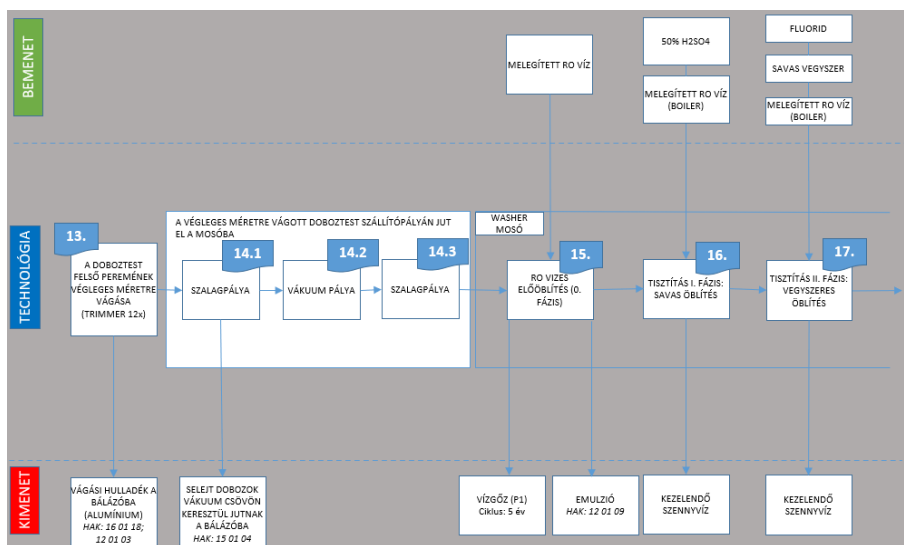 BEMENET
MELEGÍTETT RO VÍZ
50% H2SO4
MELEGÍTETT RO VÍZ
(BOILER)
FLUORID
SAVAS VEGYSZER
MELEGÍTETT RO VÍZ
(BOILER)
TECHNOLÓGIA
13.
A DOBOZTEST
FELSŐ PEREMÉNEK
VÉGLEGES MÉRETRE
VÁGÁSA
(TRIMMER 12x)
A VÉGLEGES MÉRETRE VÁGOTT DOBOZTEST SZÁLLÍTÓPÁLYÁN JUT
EL A MOSÓBA
14.1
SZALAGPÁLYA
14.2
VÁKUUM PÁLYA
14.3
SZALAGPÁLYA
WASHER
MOSÓ
15.
RO VIZES
ELŐÖBLÍTÉS (0.
FÁZIS)
16.
TISZTÍTÁS I. FÁZIS:
SAVAS ÖBLÍTÉS
17.
TISZTÍTÁS II. FÁZIS:
VEGYSZERES
ÖBLÍTÉS
KIMENET
VÁGÁSI HULLADÉK A
BÁLÁZÓBA
(ALUMÍNIUM)
HAK: 16 01 18;
12 01 03
SELEJT DOBOZOK
VÁKUUM CSÖVÖN
KERESZTÜL JUTNAK
A BÁLÁZÓBA
HAK: 15 01 04
VÍZGŐZ (P1)
Ciklus: 5 év
EMULZIÓ
HAK: 12 01 09
KEZELENDŐ
SZENNYVÍZ
KEZELENDŐ
SZENNYVÍZ